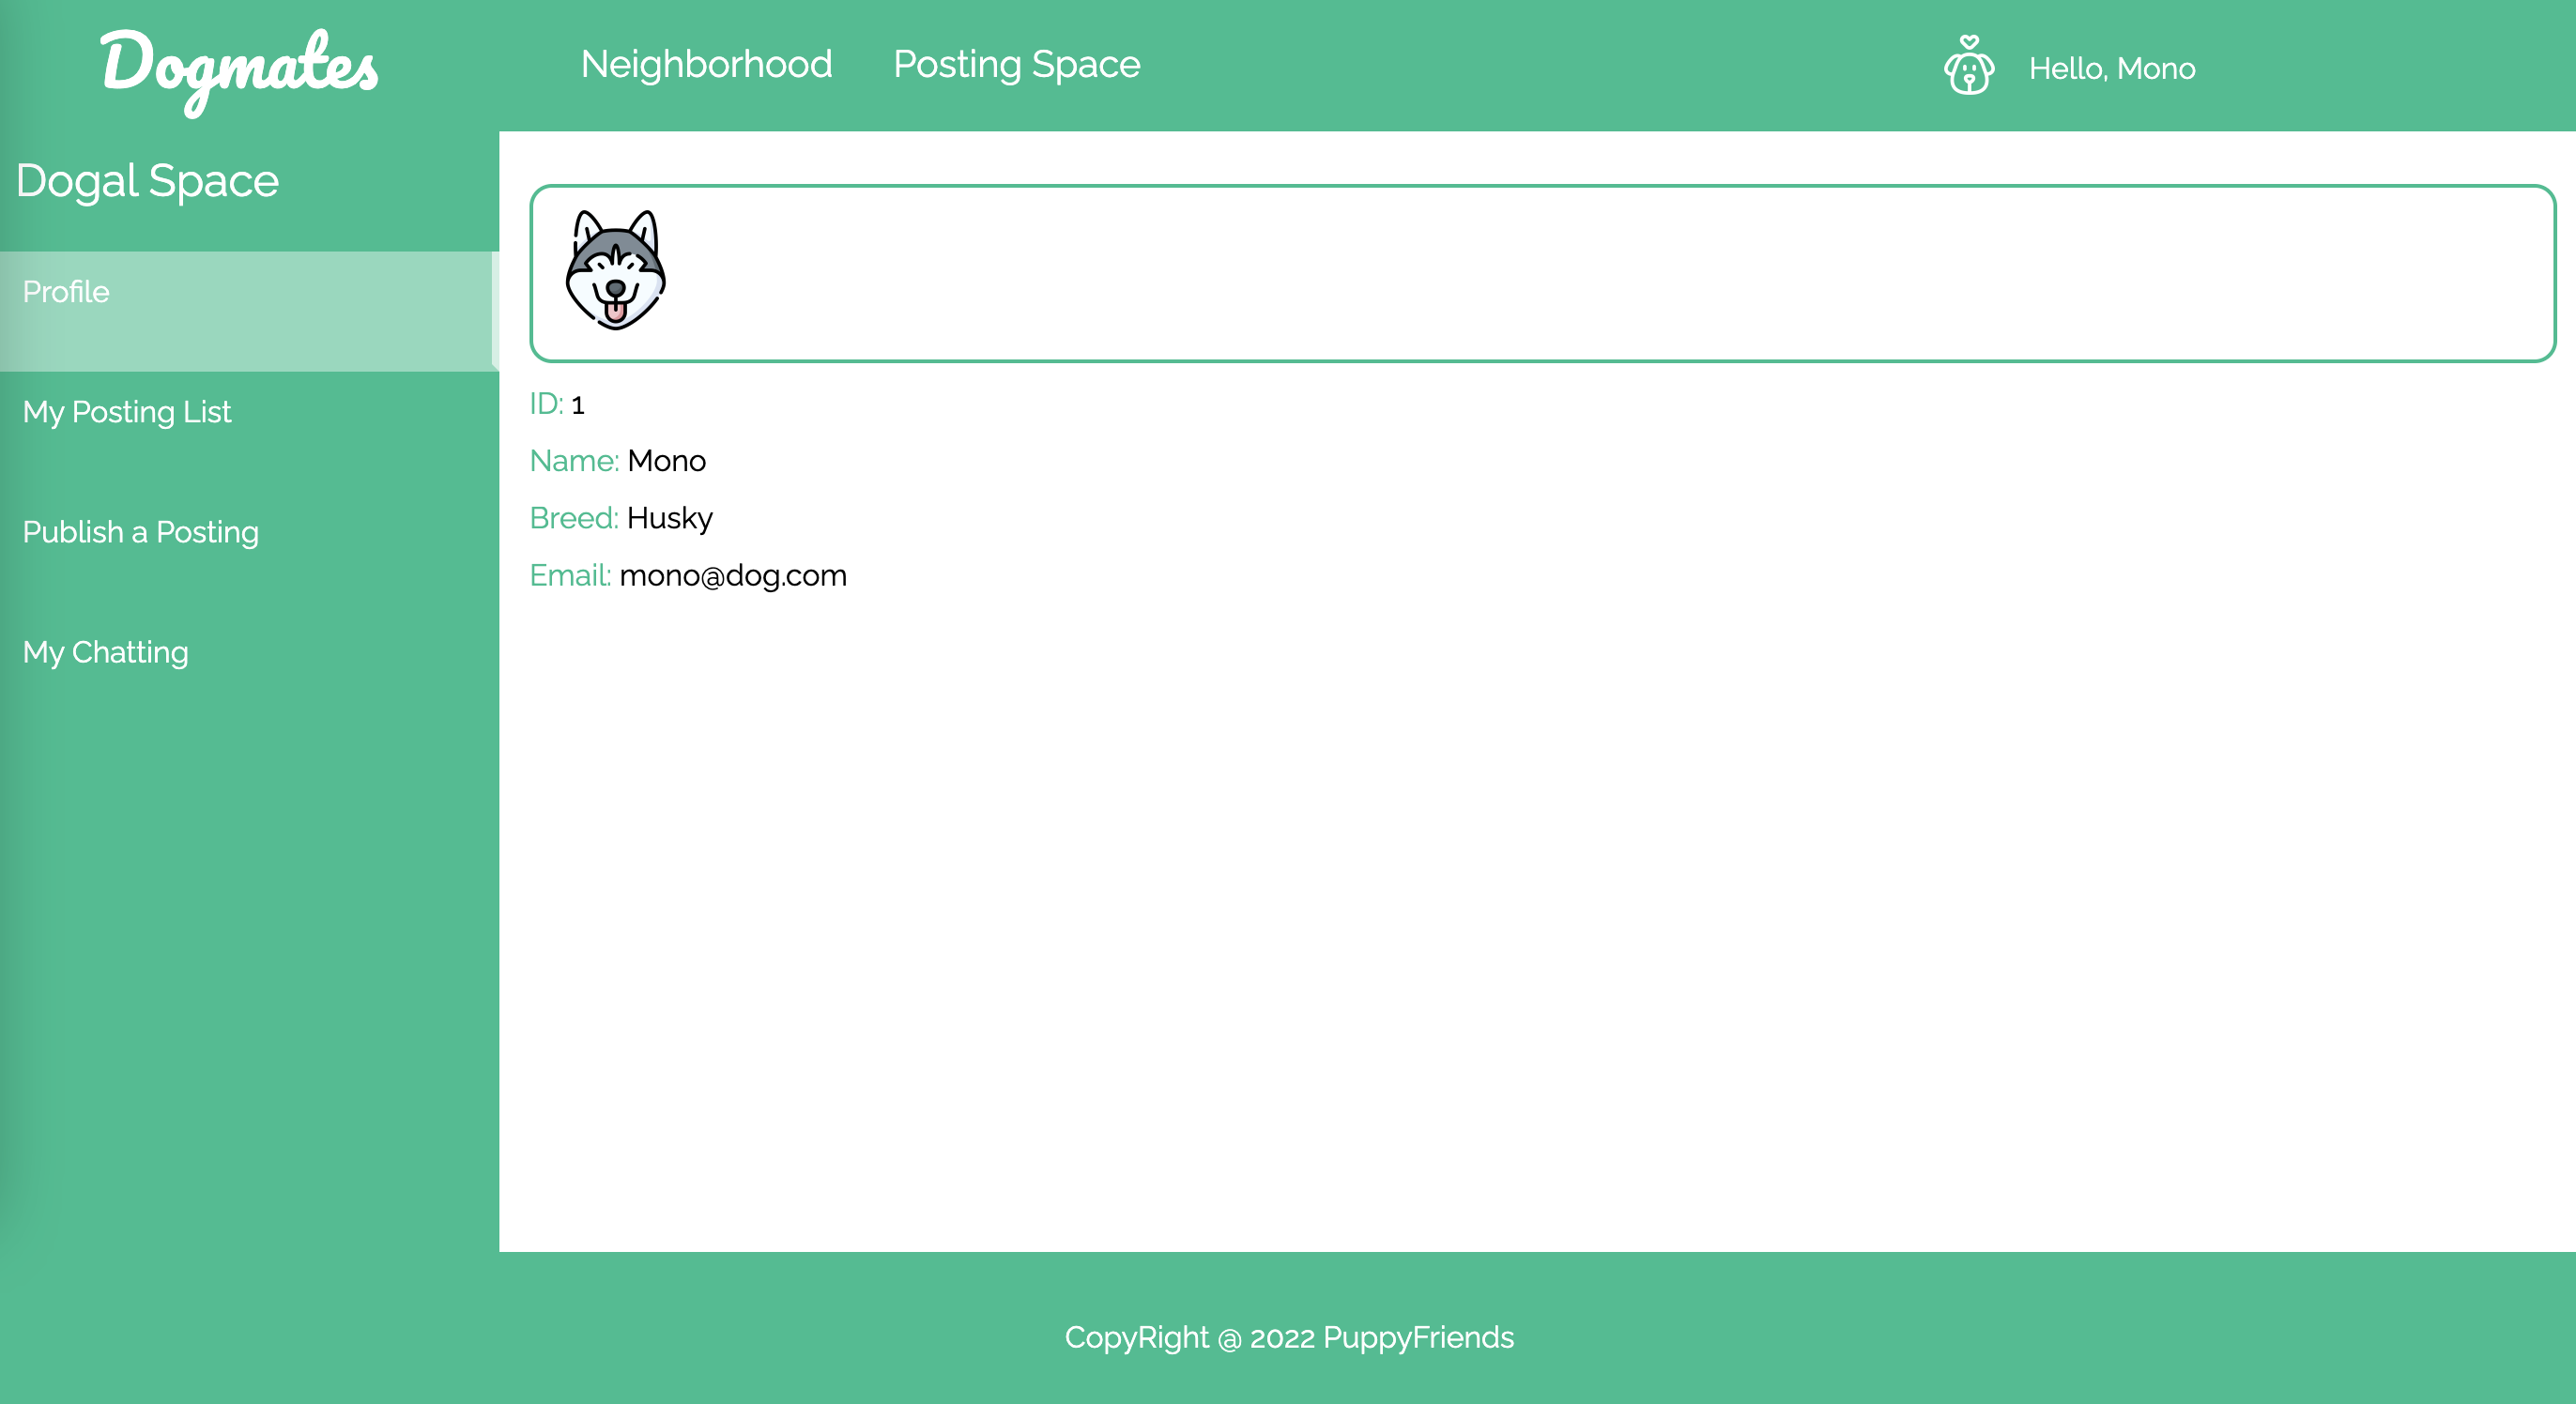 Dogmates
Neighborhood
Posting Space
Hello, Mono
Dogal Space
Profile
My Posting List
Publish a Posting
My Chatting
ID: 1
Name: Mono
Breed: Husky
Email: mono@dog.com
CopyRight @ 2022 PuppyFriends